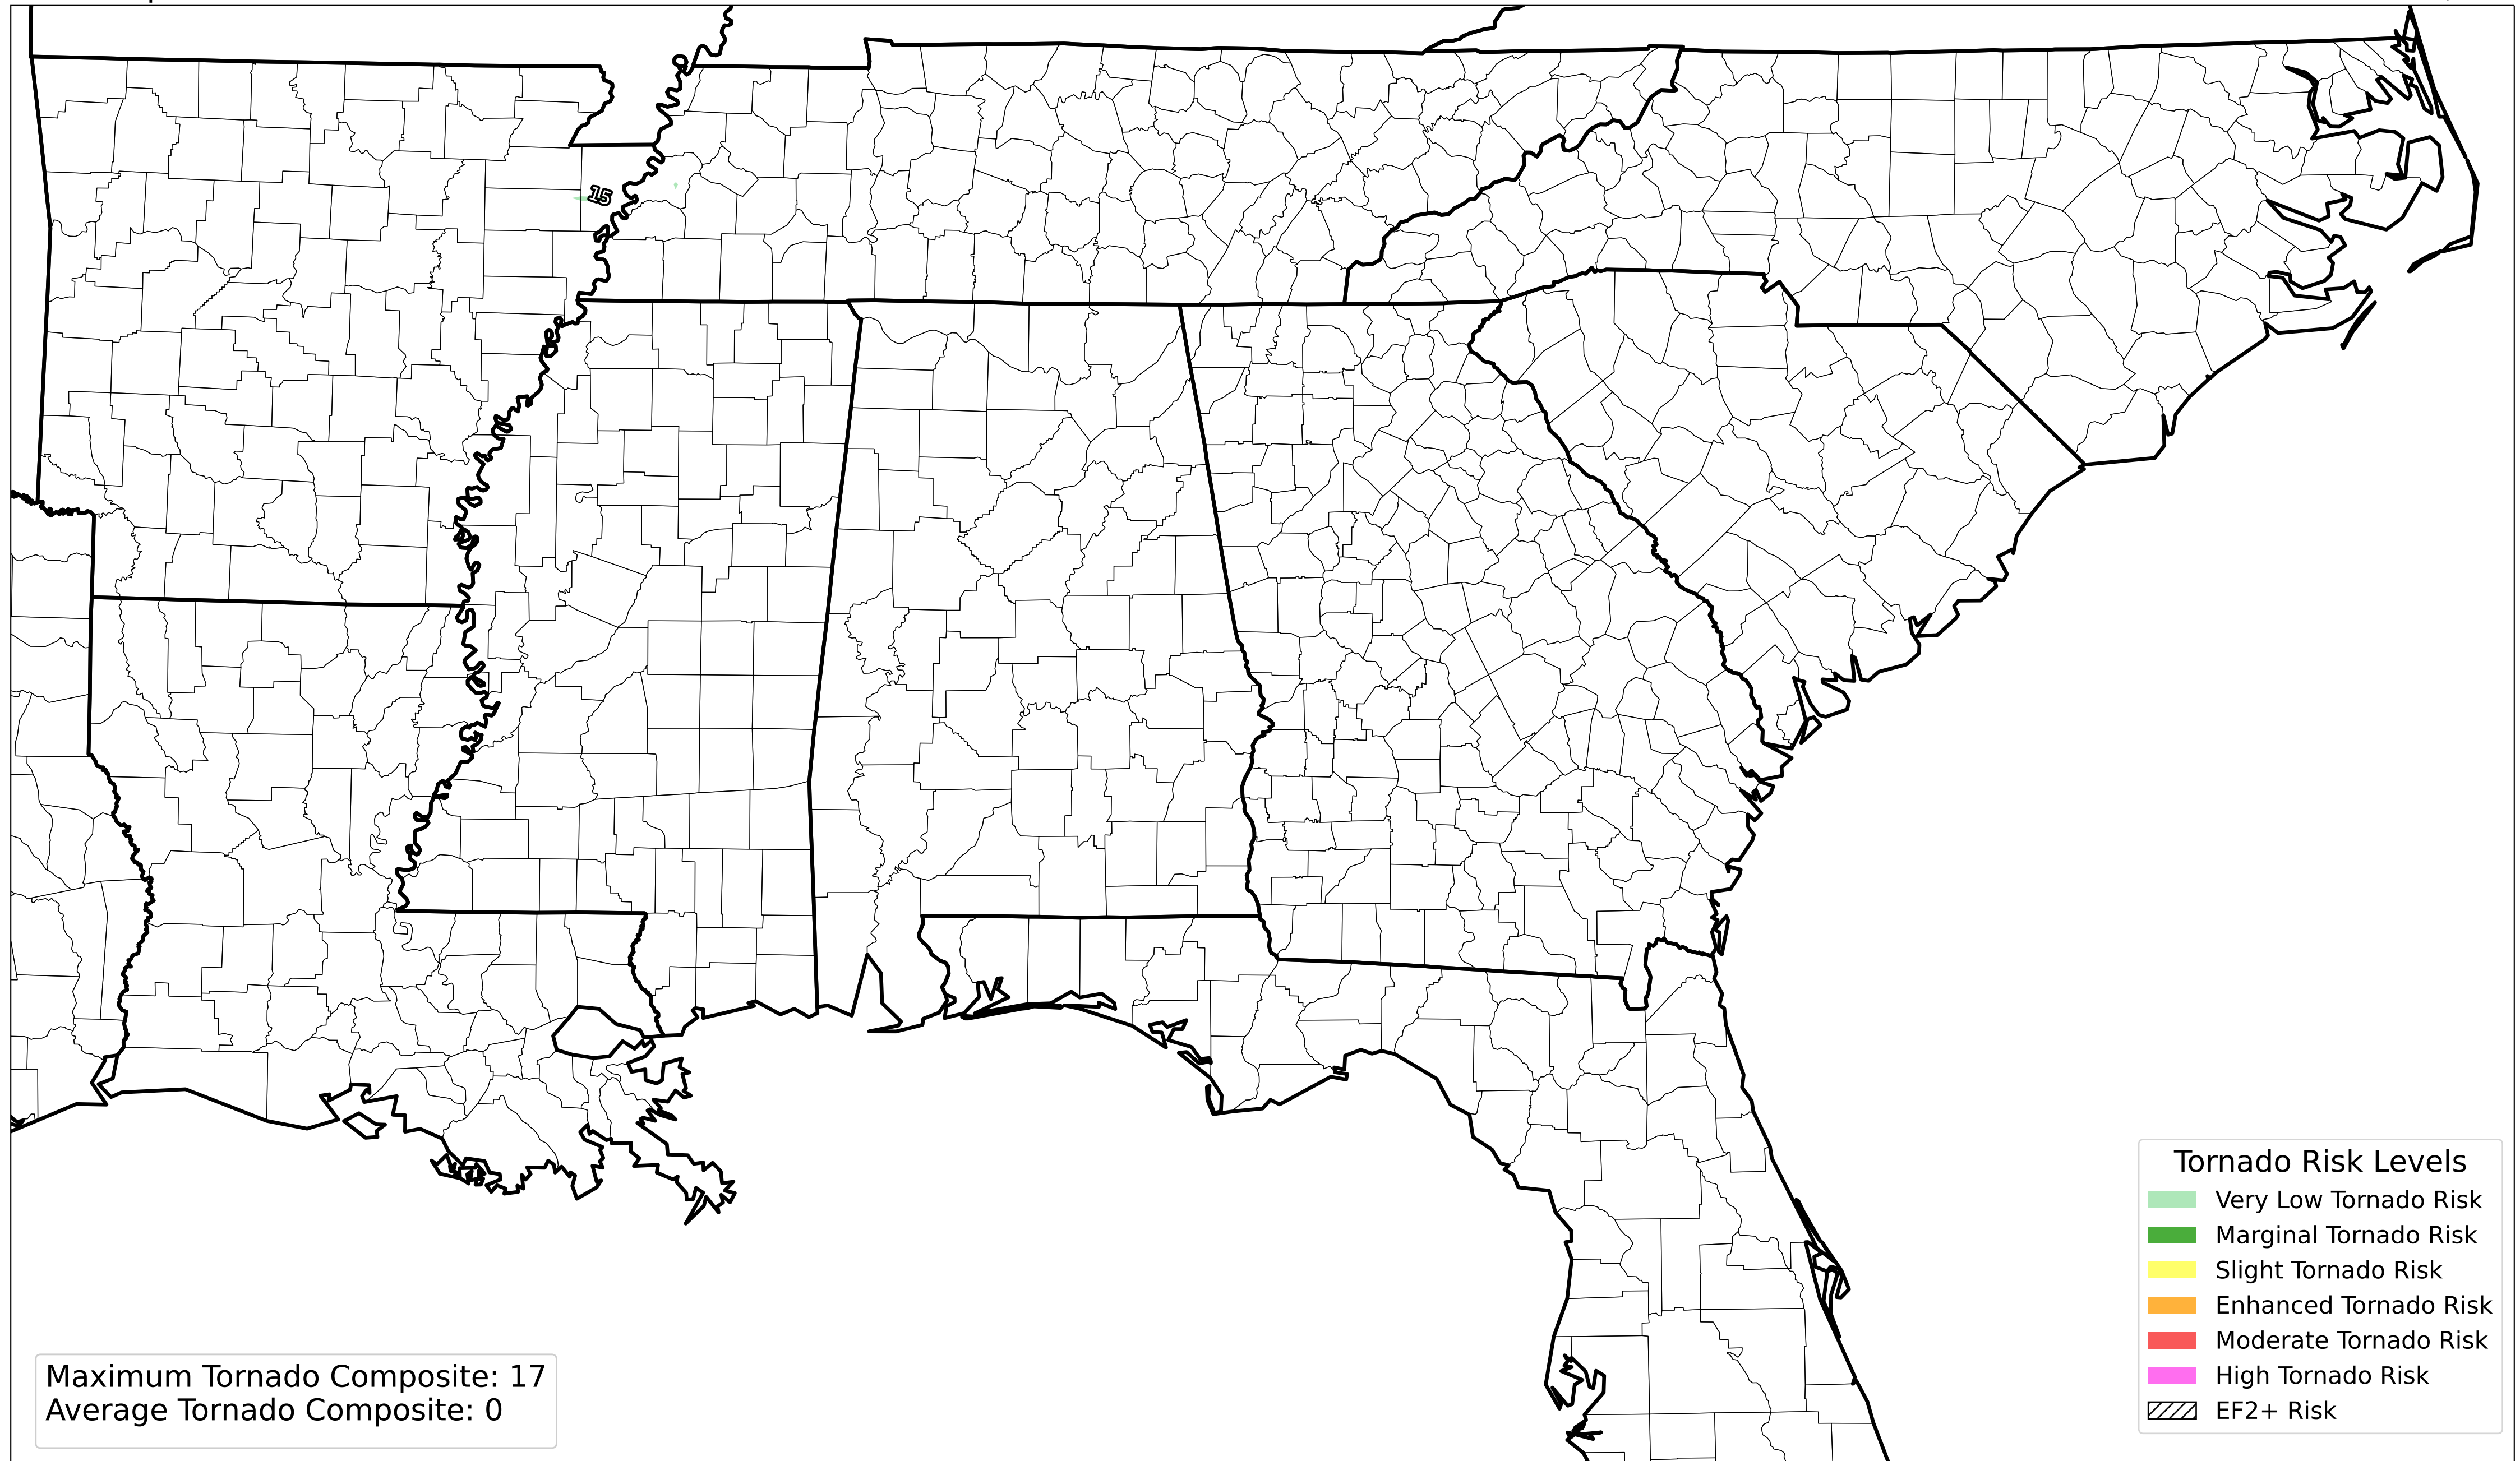 15
Tornado Risk Levels
Very Low Tornado Risk
Marginal Tornado Risk
Slight Tornado Risk
Enhanced Tornado Risk
Moderate Tornado Risk
High Tornado Risk
EF2+ Risk
Maximum Tornado Composite: 17
Average Tornado Composite: 0